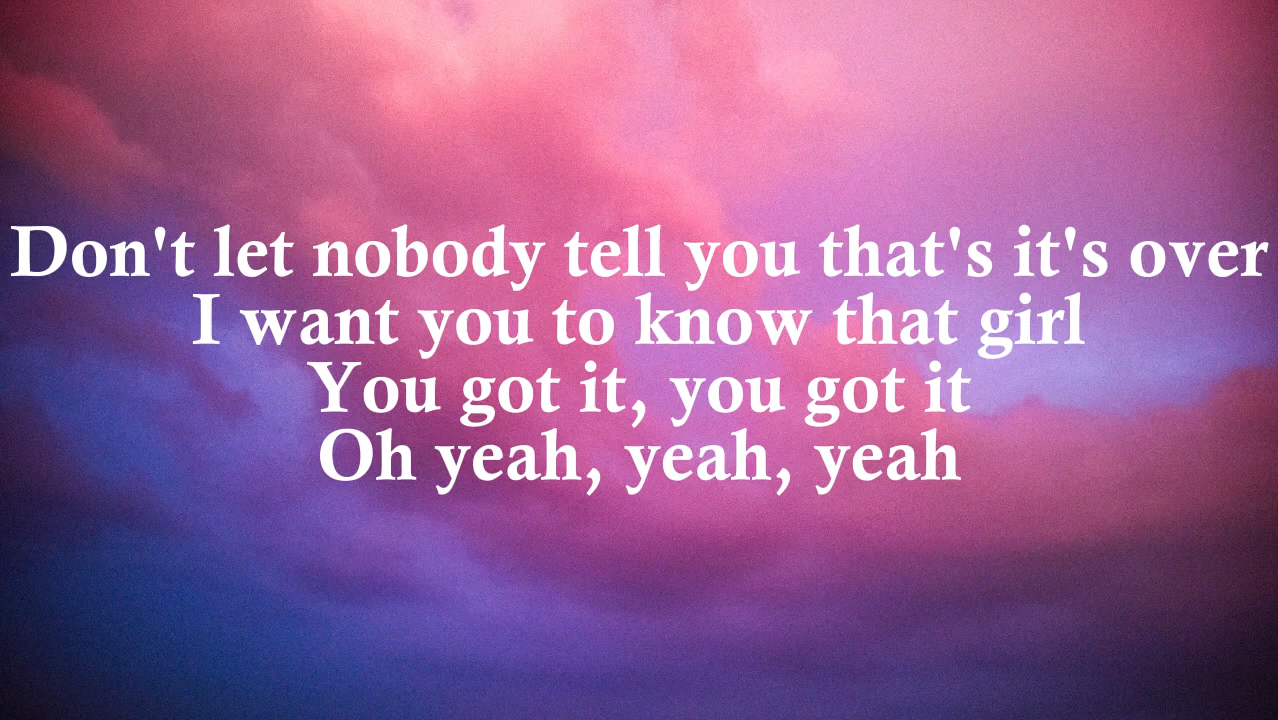 Don't let nobody tell you that's it's over
I want you to know that girl
You got it, you got it
Oh yeah, yeah, yeah